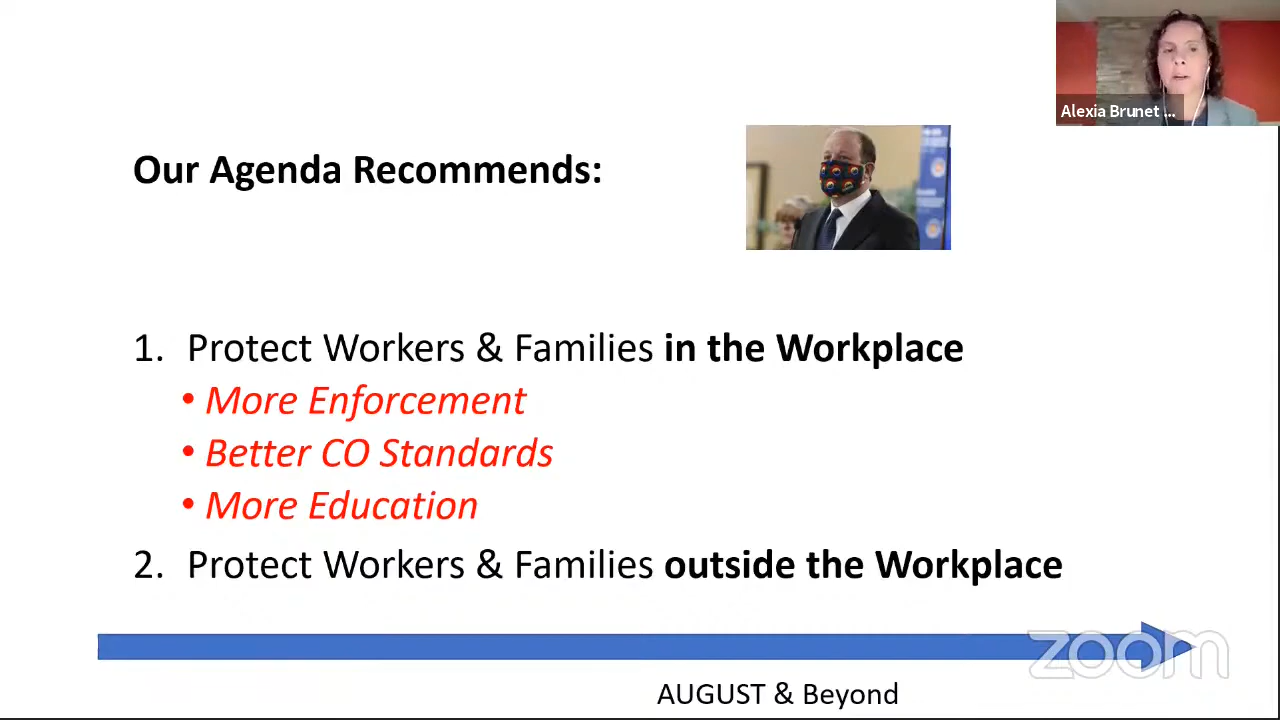 Alexia Brunet ...
Our Agenda Recommends:
1. Protect Workers & Families in the Workplace
• More Enforcement
• Better CO Standards
• More Education
2. Protect Workers & Families outside the Workplace
zoom
AUGUST & Beyond